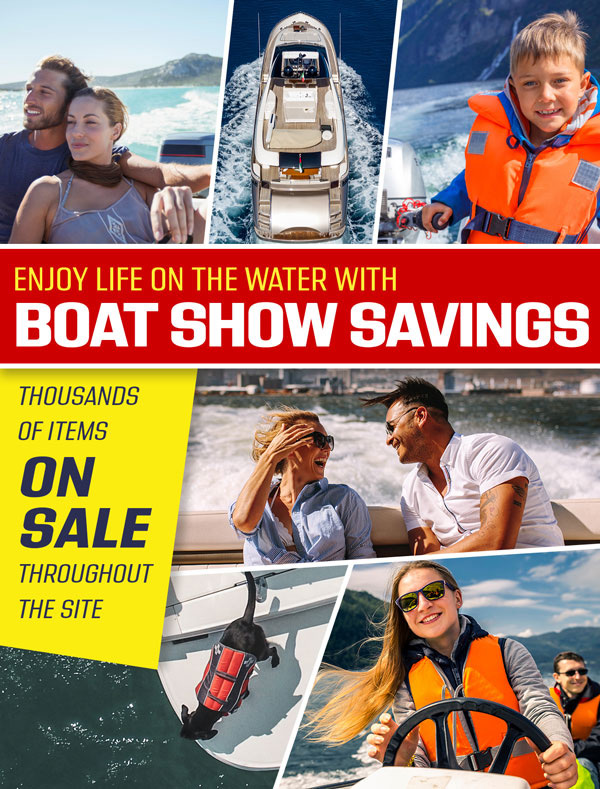 ENJOY LIFE ON THE WATER WITH
BOAT SHOW SAVINGS
THOUSANDS
OF ITEMS
ON
SALE
THROUGHOUT
THE SITE